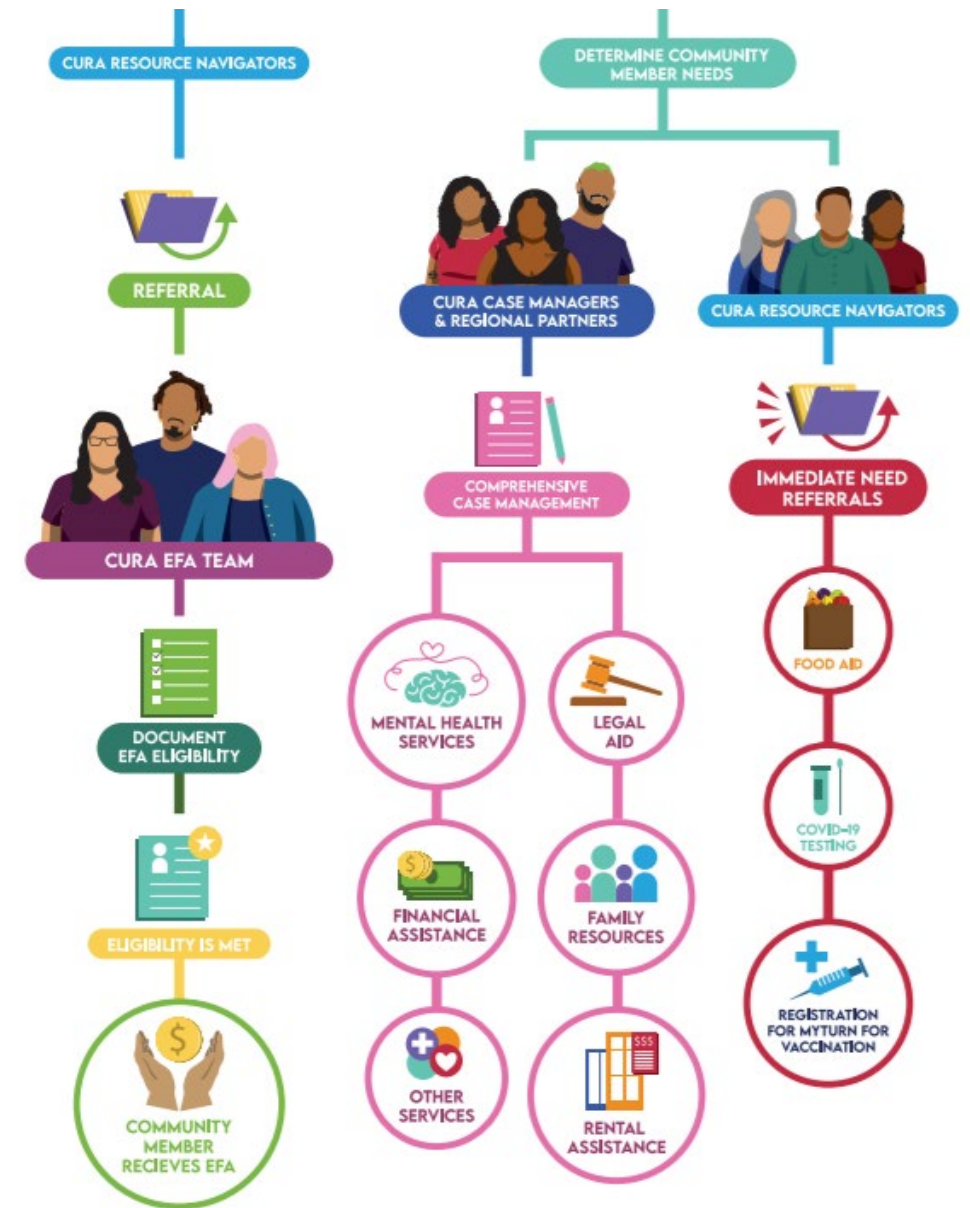 CURA RESOURCE NAVIGATORS
REFERRAL
CURA EFA TEAM
DOCUMENT
EFA ELIGIBILITY
ELIGIBILITY IS MET
$
COMMUNITY
MEMBER
RECIEVES EFA
DETERMINE COMMUNITY
MEMBER NEEDS
CURA CASE MANAGERS
& REGIONAL PARTNERS
COMPREHENSIVE
CASE MANAGEMENT
MENTAL HEALTH
SERVICES
$
FINANCIAL
ASSISTANCE
OTHER
SERVICES
LEGAL
AID
FAMILY
RESOURCES
$$$
RENTAL
ASSISTANCE
CURA RESOURCE NAVIGATORS
IMMEDIATE NEED
REFERRALS
FOOD AID
COVID-19
TESTING
REGISTRATION
FOR MYTURN FOR
VACCINATION